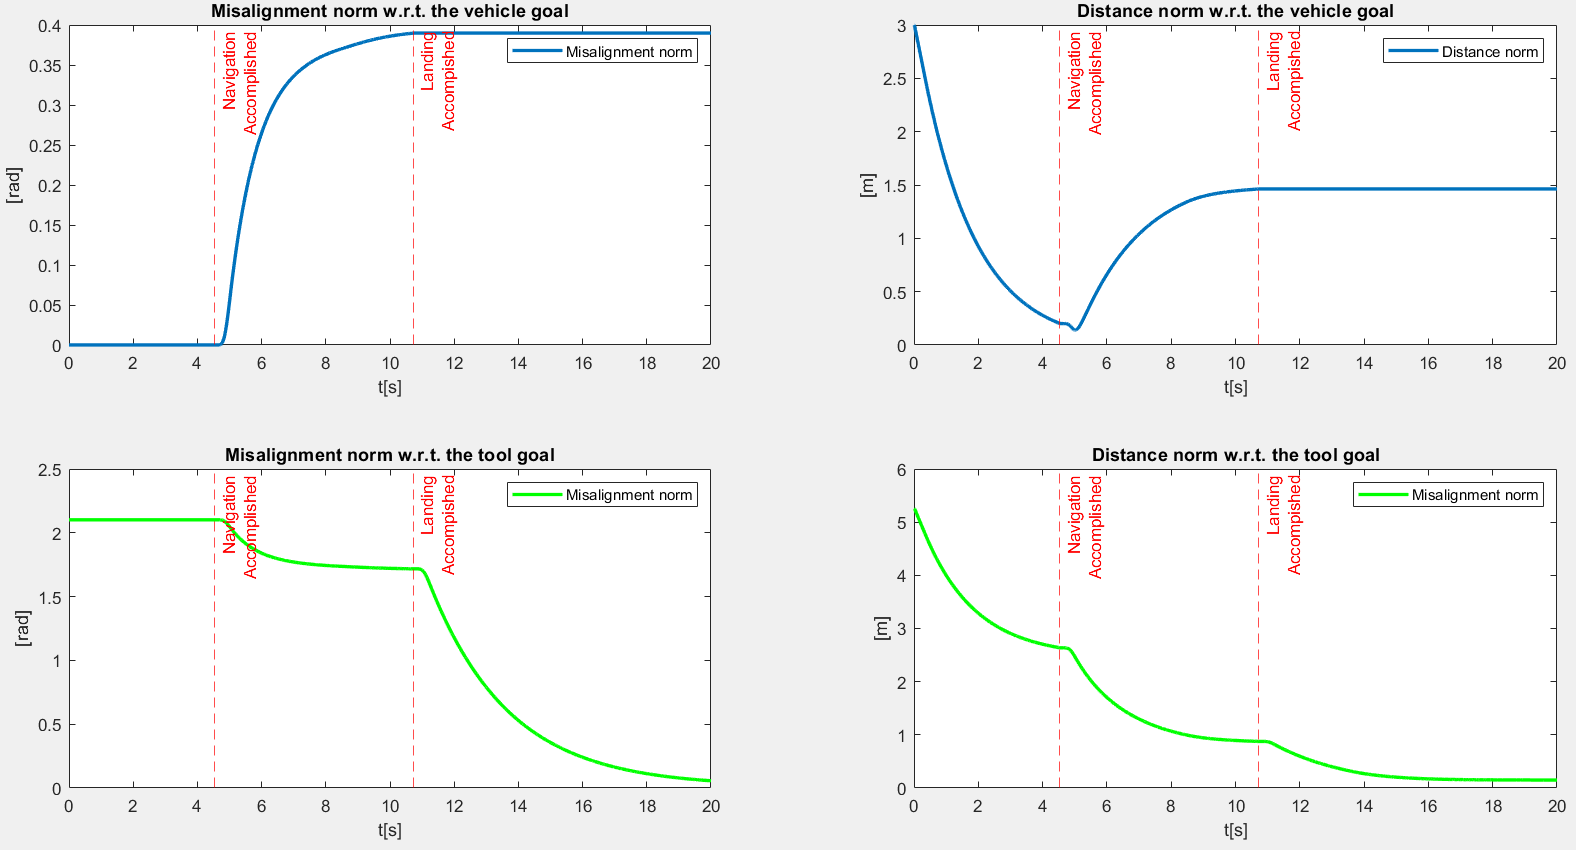 Misalignment norm w.r.t. the vehicle goal
0.4
0.35
0.3
0.25
0.2
0.15
0.1
0.05
0
[rad]
Navigation
Accomplished
Landing
Accompished
Misalignment norm
0 2 4 6 8 10 12 14 16 18 20
t[s]
Distance norm w.r.t. the vehicle goal
3
2.5
2
1.5
1
0.5
0
[m]
Navigation
Accomplished
Landing
Accompished
Distance norm
0 2 4 6 8 10 12 14 16 18 20
t[s]
Misalignment norm w.r.t. the tool goal
2.5
2
1.5
1
0.5
0
[rad]
Navigation
Accomplished
Landing
Accompished
Misalignment norm
0 2 4 6 8 10 12 14 16 18 20
t[s]
Distance norm w.r.t. the tool goal
6
5
4
3
2
1
0
[m]
Navigation
Accomplished
Landing
Accompished
Misalignment norm
0 2 4 6 8 10 12 14 16 18 20
t[s]